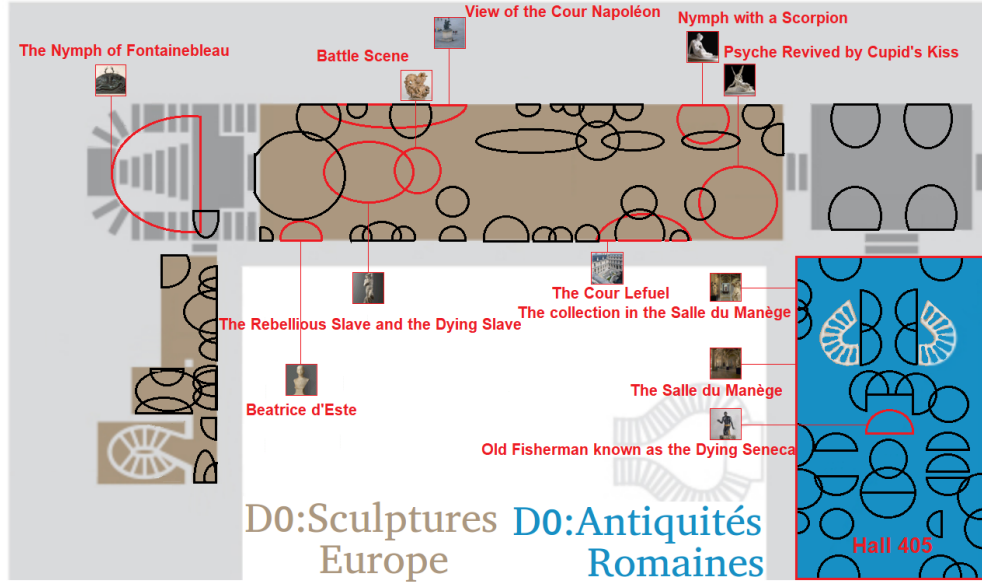 View of the Cour Napoléon
Nymph with a Scorpion
The Nymph of Fontainebleau
Battle Scene
Psyche Revived by Cupid's Kiss
The Cour Lefuel
The collection in the Salle du Manège
The Rebellious Slave and the Dying Slave
The Salle du Manège
Beatrice d'Este
Old Fisherman known as the Dying Seneca
D0:Sculptures
Europe
D0:Antiquités
Romaines
Hall 405